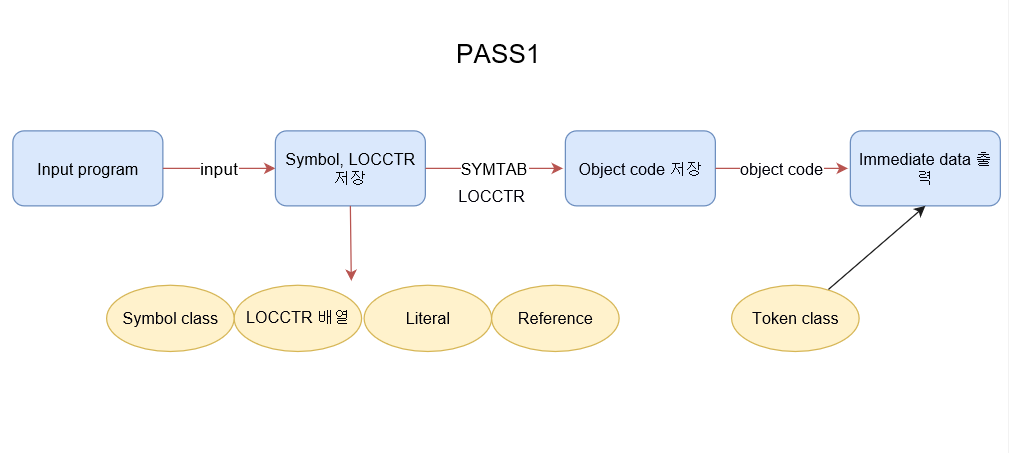 PASS1
Input program
input
Symbol, LOCCTR
저장
SYMTAB
LOCCTR
Object code 저장
object code
Immediate data 출
력
Symbol class
LOCCTR 배열
Literal
Reference
Token class